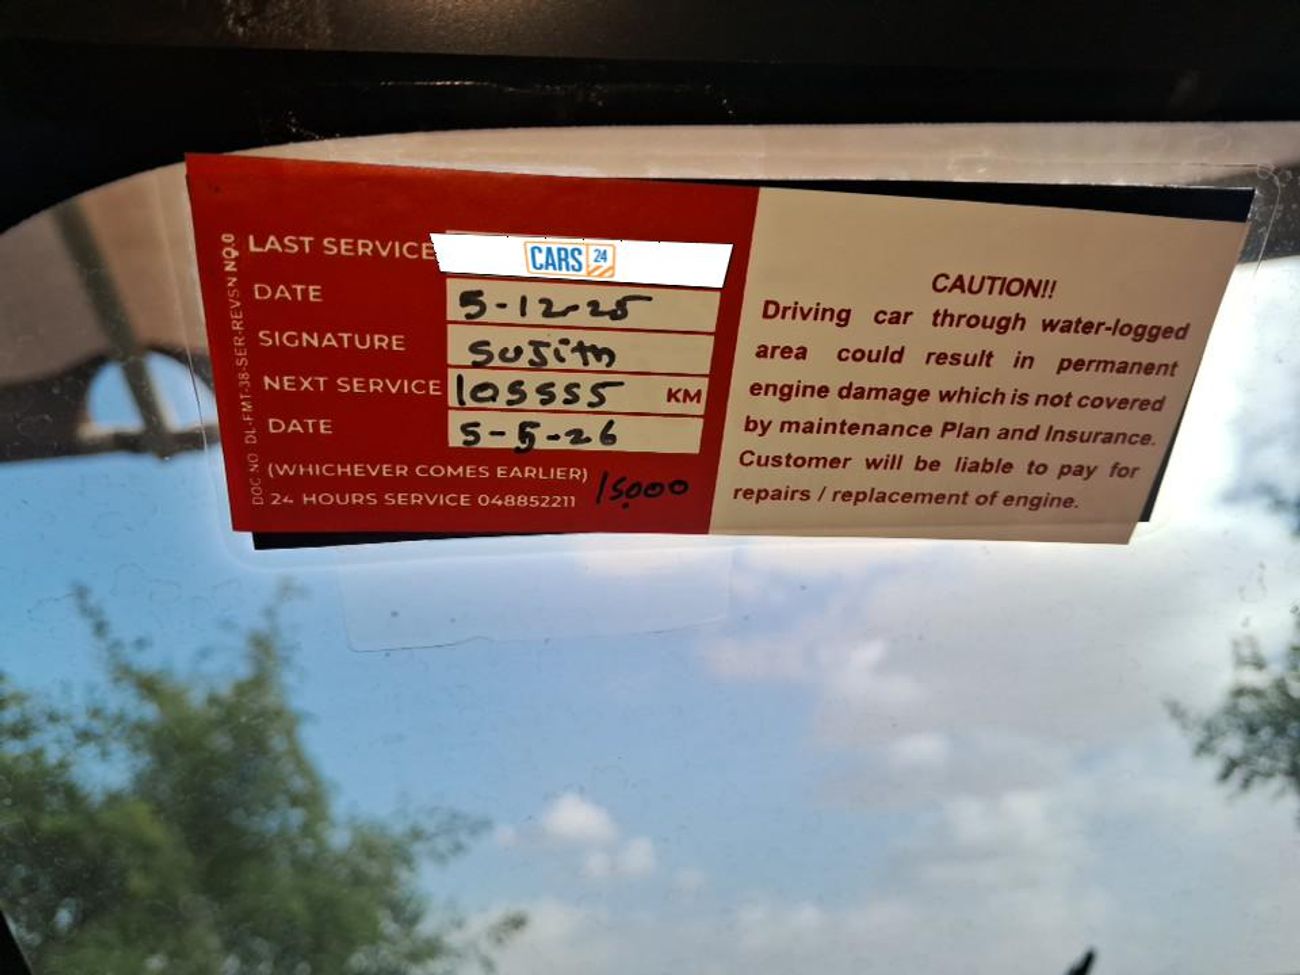 DOC NO DL-FMT-38-SER-REVSN NO.0
LAST SERVICE CARS 24
DATE 5-12-25
SIGNATURE SUJith
NEXT SERVICE 105555 KM
DATE 5-5-26
(WHICHEVER COMES EARLIER)
24 HOURS SERVICE 048852211 15000
CAUTION!!
Driving car through water-logged
area could result in permanent
engine damage which is not covered
by maintenance Plan and Insurance.
Customer will be liable to pay for
repairs / replacement of engine.